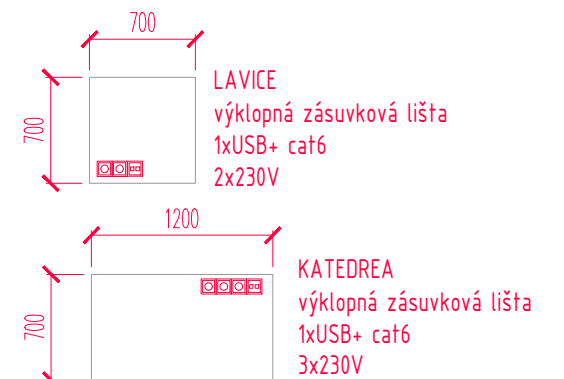 700
700
LAVICE
výklopná zásuvková lišta
1xUSB+ cat6
2x230V
1200
700
KATEDREA
výklopná zásuvková lišta
1xUSB+ cat6
3x230V